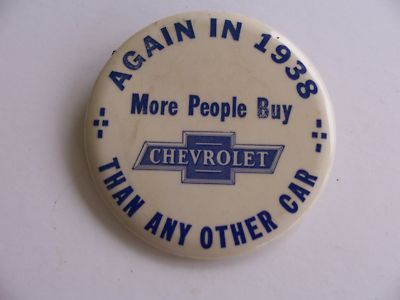 AGAIN IN 1938
More People Buy
CHEVROLET
THAN ANY OTHER CAR